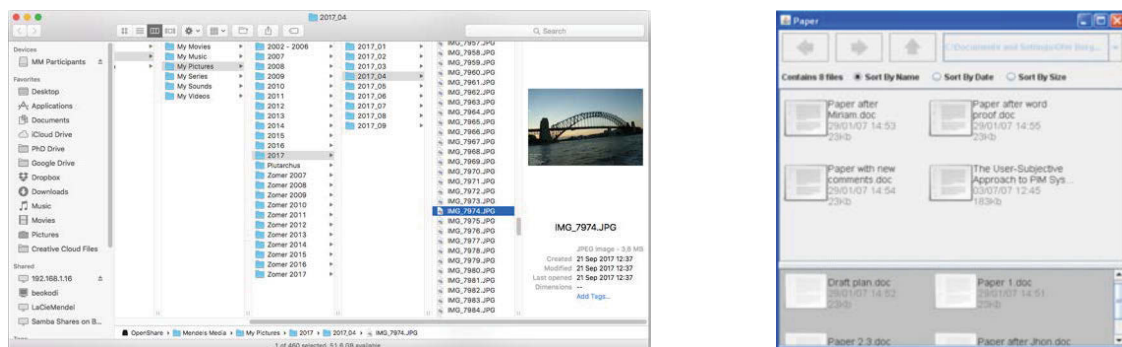 2017_04
Search
Devices
MM Participants
Favorites
Desktop
Applications
Documents
iCloud Drive
PhD Drive
Google Drive
Dropbox
Downloads
Music
Movies
Pictures
Creative Cloud Files
Shared
192.168.1.16
beekodi
LaCieMendel
Samba Shares on B...
My Movies
My Music
My Pictures
My Series
My Sounds
My Videos
2002 - 2006
2007
2008
2009
2010
2011
2012
2013
2014
2015
2016
2017
Plutarchus
Zomer 2007
Zomer 2008
Zomer 2009
Zomer 2010
Zomer 2011
Zomer 2012
Zomer 2013
Zomer 2014
Zomer 2015
Zomer 2016
Zomer 2017
2017_01
2017_02
2017_03
2017_04
2017_05
2017_06
2017_07
2017_08
2017_09
IMG_7957.JPG
IMG_7958.JPG
IMG_7959.JPG
IMG_7960.JPG
IMG_7961.JPG
IMG_7962.JPG
IMG_7963.JPG
IMG_7964.JPG
IMG_7965.JPG
IMG_7966.JPG
IMG_7967.JPG
IMG_7968.JPG
IMG_7969.JPG
IMG_7970.JPG
IMG_7971.JPG
IMG_7972.JPG
IMG_7973.JPG
IMG_7974.JPG
IMG_7975.JPG
IMG_7976.JPG
IMG_7977.JPG
IMG_7978.JPG
IMG_7979.JPG
IMG_7980.JPG
IMG_7981.JPG
IMG_7982.JPG
IMG_7983.JPG
IMG_7984.JPG
IMG_7974.JPG
JPEG image - 3,8 MB
Created 21 Sep 2017 12:37
Modified 21 Sep 2017 12:37
Last opened 21 Sep 2017 12:37
Dimensions --
Add Tags...
OpenShare Mendels Media My Pictures 2017 2017_04 IMG_7974.JPG
1 of 460 selected, 51,6 GB available
Paper
C:\Documents and Settings\
Contains 8 files Sort By Name Sort By Date Sort By Size
Paper after
Miriam.doc
29/01/07 14:53
23Kb
Paper after word
proof.doc
29/01/07 14:55
23Kb
Paper with new
comments.doc
29/01/07 14:54
23Kb
The User-Subjective
Approach to PIM Sys...
03/07/07 12:45
183Kb
Draft plan.doc
29/01/07 14:52
23Kb
Paper 1.doc
29/01/07 14:51
23Kb
Paper 2.3.doc
Paper after Jhon.doc